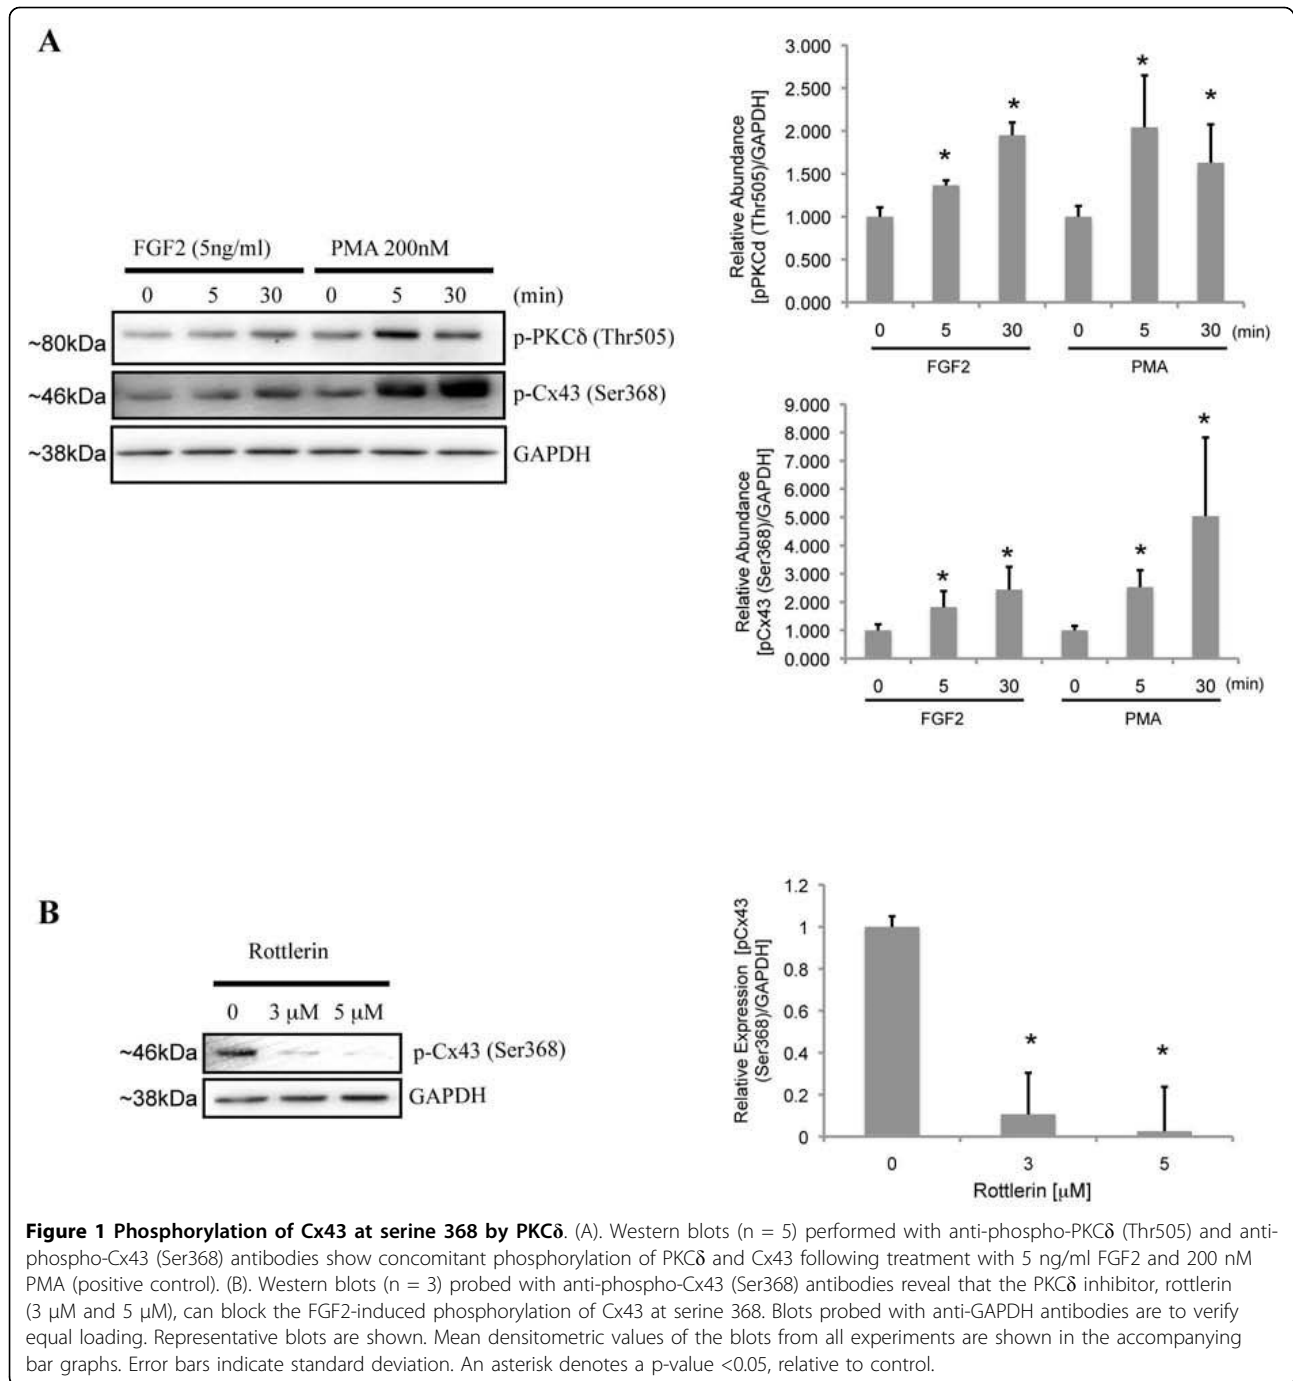 A
FGF2 (5ng/ml) PMA 200nM
0 5 30 0 5 30 (min)
~80kDa p-PKCδ (Thr505)
~46kDa p-Cx43 (Ser368)
~38kDa GAPDH
Relative Abundance
[pPKCd (Thr505)/GAPDH]
3.000
2.500
2.000
1.500
1.000
0.500
0.000
* * * *
0 5 30 0 5 30 (min)
FGF2 PMA
Relative Abundance
[pCx43 (Ser368)/GAPDH]
9.000
8.000
7.000
6.000
5.000
4.000
3.000
2.000
1.000
0.000
* * * *
0 5 30 0 5 30 (min)
FGF2 PMA
B
Rottlerin
0 3 μM 5 μM
~46kDa p-Cx43 (Ser368)
~38kDa GAPDH
Relative Expression [pCx43
(Ser368)/GAPDH]
1.2
1
0.8
0.6
0.4
0.2
0
* *
0 3 5
Rottlerin [μM]
Figure 1 Phosphorylation of Cx43 at serine 368 by PKCδ. (A). Western blots (n = 5) performed with anti-phospho-PKCδ (Thr505) and anti-
phospho-Cx43 (Ser368) antibodies show concomitant phosphorylation of PKCδ and Cx43 following treatment with 5 ng/ml FGF2 and 200 nM
PMA (positive control). (B). Western blots (n = 3) probed with anti-phospho-Cx43 (Ser368) antibodies reveal that the PKCδ inhibitor, rottlerin
(3 μM and 5 μM), can block the FGF2-induced phosphorylation of Cx43 at serine 368. Blots probed with anti-GAPDH antibodies are to verify
equal loading. Representative blots are shown. Mean densitometric values of the blots from all experiments are shown in the accompanying
bar graphs. Error bars indicate standard deviation. An asterisk denotes a p-value <0.05, relative to control.